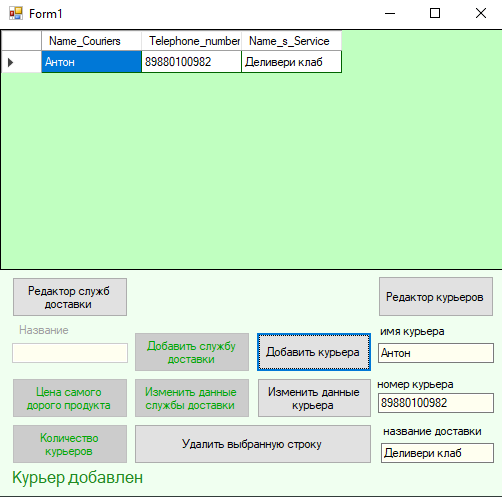 Form1
Name_Couriers Telephone_number Name_s_Service
Антон 89880100982 Деливери клаб
Редактор служб
доставки
Редактор курьеров
Название
Добавить службу
доставки
Добавить курьера
имя курьера
Антон
Цена самого
дорого продукта
Изменить данные
службы доставки
Изменить данные
курьера
номер курьера
89880100982
Количество
курьеров
Удалить выбранную строку
название доставки
Деливери клаб
Курьер добавлен